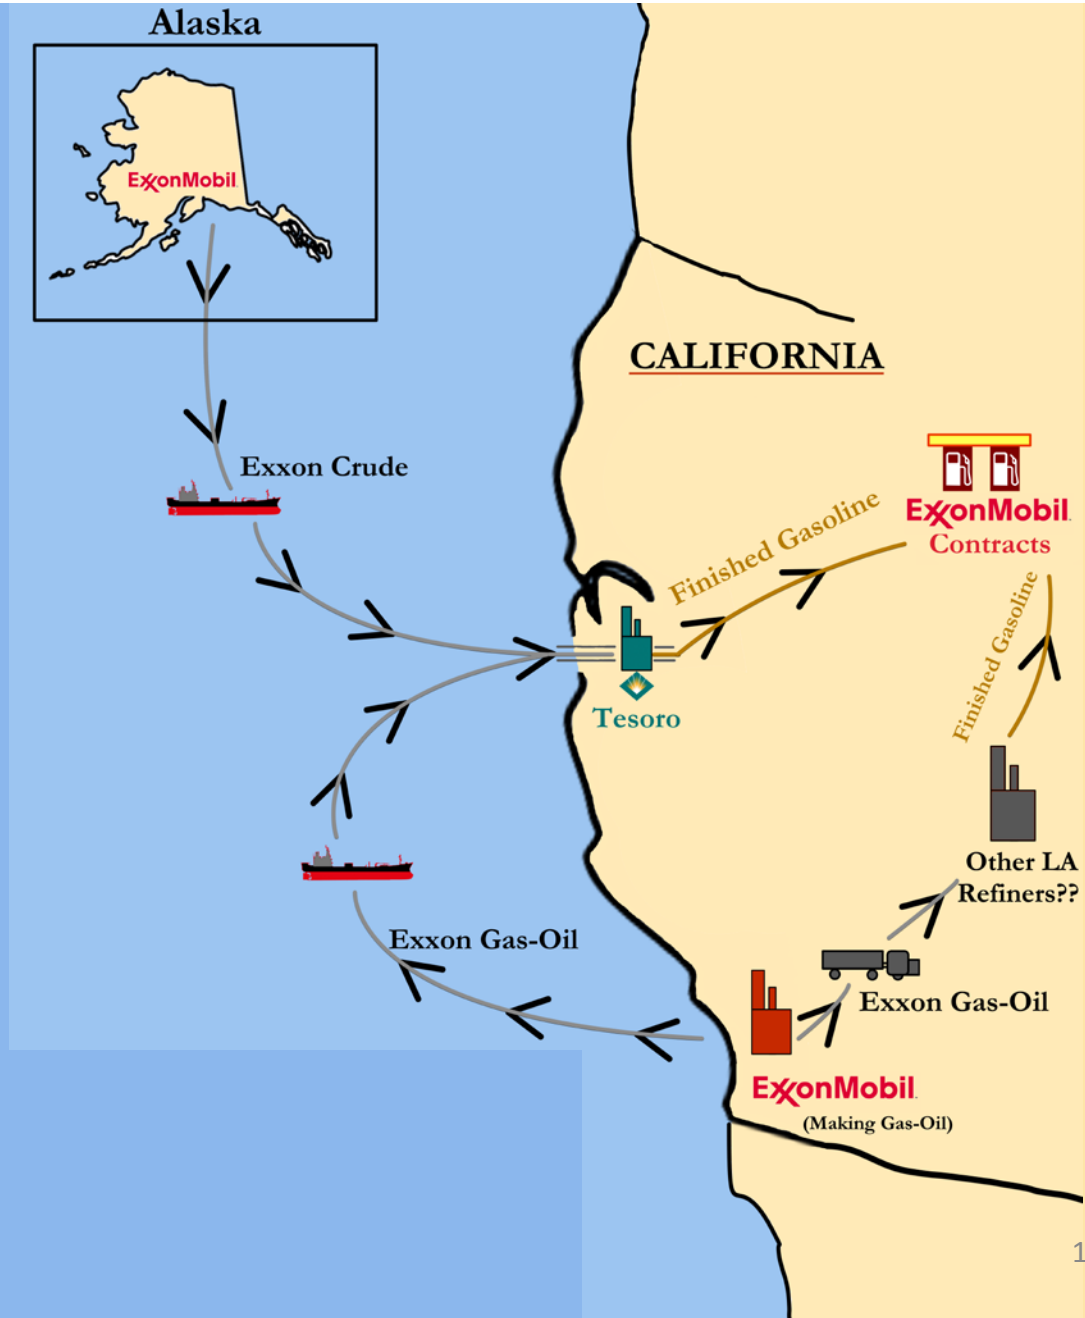 Alaska
ExxonMobil
CALIFORNIA
Exxon Crude
Finished Gasoline
ExxonMobil
Contracts
Finished Gasoline
Tesoro
Other LA
Refiners??
Exxon Gas-Oil
Exxon Gas-Oil
ExxonMobil
(Making Gas-Oil)
1